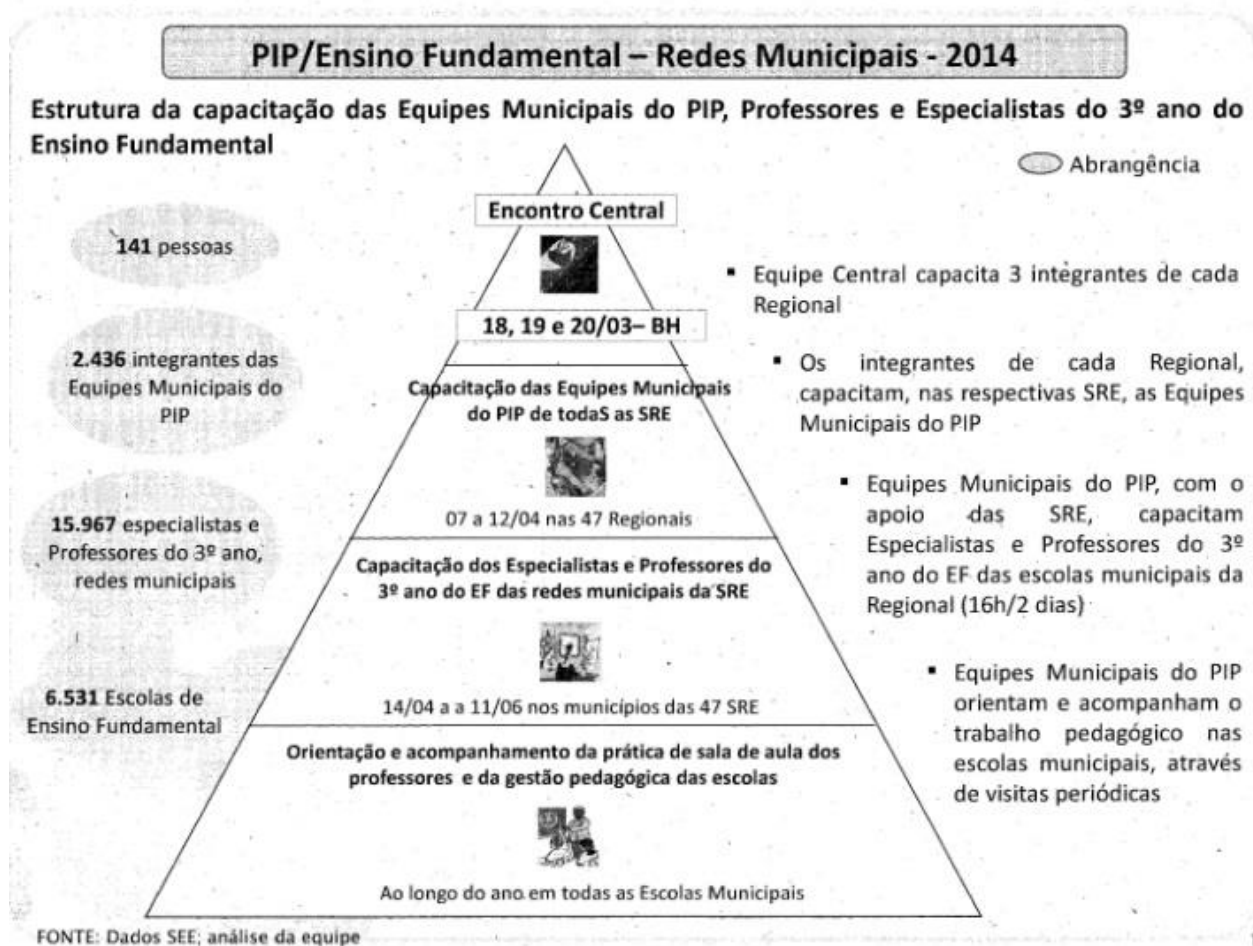 PIP/Ensino Fundamental – Redes Municipais - 2014
Estrutura da capacitação das Equipes Municipais do PIP, Professores e Especialistas do 3º ano do
Ensino Fundamental
Abrangência
Encontro Central
18, 19 e 20/03– BH
141 pessoas
Equipe Central capacita 3 integrantes de cada
Regional
2.436 integrantes das
Equipes Municipais do
PIP
Capacitação das Equipes Municipais
do PIP de todaS as SRE
07 a 12/04 nas 47 Regionais
Os integrantes de cada Regional,
capacitam, nas respectivas SRE, as Equipes
Municipais do PIP
15.967 especialistas e
Professores do 3º ano,
redes municipais
Capacitação dos Especialistas e Professores do
3º ano do EF das redes municipais da SRE
14/04 a a 11/06 nos municípios das 47 SRE
Equipes Municipais do PIP, com o
apoio das SRE, capacitam
Especialistas e Professores do 3º
ano do EF das escolas municipais da
Regional (16h/2 dias)
6.531 Escolas de
Ensino Fundamental
Orientação e acompanhamento da prática de sala de aula dos
professores e da gestão pedagógica das escolas
Ao longo do ano em todas as Escolas Municipais
Equipes Municipais do PIP
orientam e acompanham o
trabalho pedagógico nas
escolas municipais, através
de visitas periódicas
FONTE: Dados SEE; análise da equipe